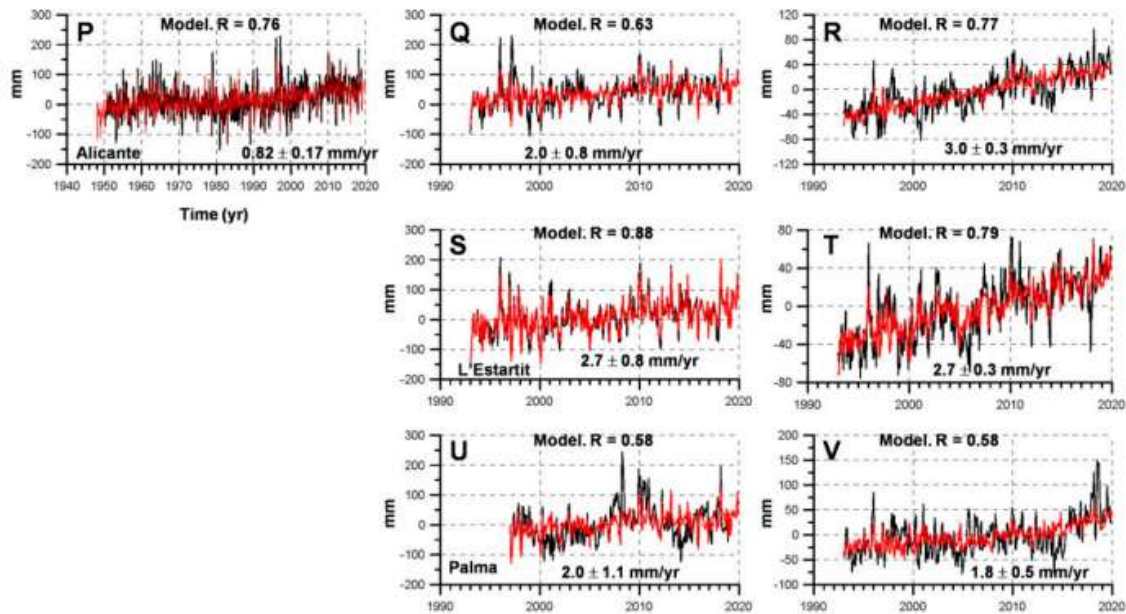 P
Model. R = 0.76
300
200
100
0
-100
-200
mm
Alicante
0.82 ± 0.17 mm/yr
1940 1950 1960 1970 1980 1990 2000 2010 2020
Time (yr)
Q
Model. R = 0.63
300
200
100
0
-100
-200
mm
2.0 ± 0.8 mm/yr
1990 2000 2010 2020
R
Model. R = 0.77
120
80
40
0
-40
-80
-120
mm
3.0 ± 0.3 mm/yr
1990 2000 2010 2020
S
Model. R = 0.88
300
200
100
0
-100
-200
mm
L'Estartit
2.7 ± 0.8 mm/yr
1990 2000 2010 2020
T
Model. R = 0.79
80
40
0
-40
-80
mm
2.7 ± 0.3 mm/yr
1990 2000 2010 2020
U
Model. R = 0.58
300
200
100
0
-100
-200
mm
Palma
2.0 ± 1.1 mm/yr
1990 2000 2010 2020
V
Model. R = 0.58
200
150
100
50
0
-50
-100
mm
1.8 ± 0.5 mm/yr
1990 2000 2010 2020